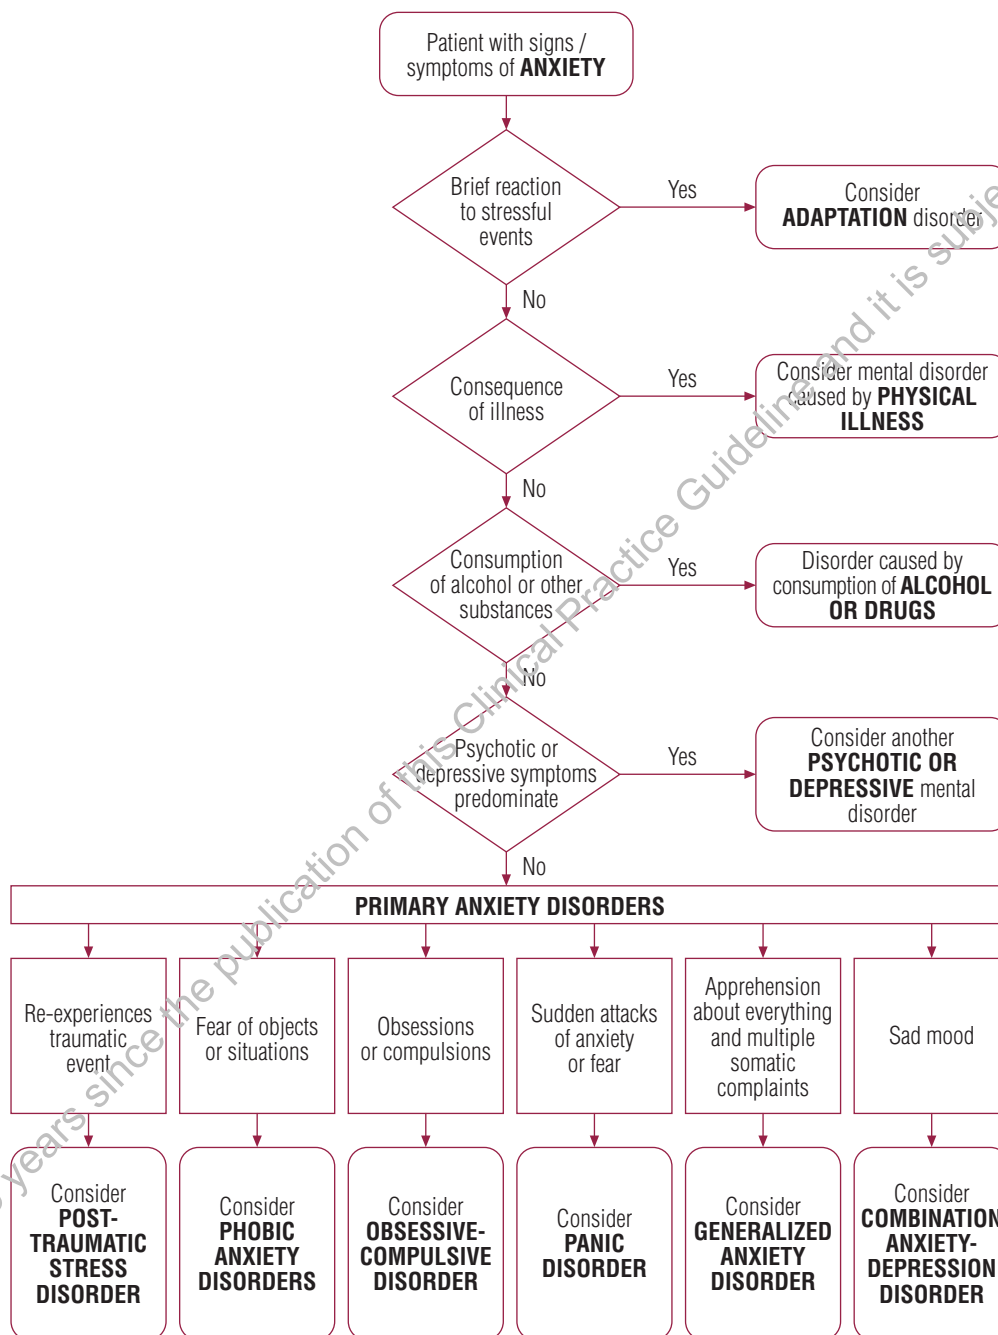 Patient with signs /
symptoms of ANXIETY
Brief reaction
to stressful
events
Yes
Consider
ADAPTATION disorder
No
Consequence
of illness
Yes
Consider mental disorder
caused by PHYSICAL
ILLNESS
No
Consumption
of alcohol or other
substances
Yes
Disorder caused by
consumption of ALCOHOL
OR DRUGS
No
Psychotic or
depressive symptoms
predominate
Yes
Consider another
PSYCHOTIC OR
DEPRESSIVE mental
disorder
No
PRIMARY ANXIETY DISORDERS
Re-experiences
traumatic
event
Fear of objects
or situations
Obsessions
or compulsions
Sudden attacks
of anxiety
or fear
Apprehension
about everything
and multiple
somatic
complaints
Sad mood
Consider
POST-
TRAUMATIC
STRESS
DISORDER
Consider
PHOBIC
ANXIETY
DISORDERS
Consider
OBSESSIVE-
COMPULSIVE
DISORDER
Consider
PANIC
DISORDER
Consider
GENERALIZED
ANXIETY
DISORDER
Consider
COMBINATION
ANXIETY-
DEPRESSION
DISORDER
years since the publication of this Clinical Practice Guideline and it is subje